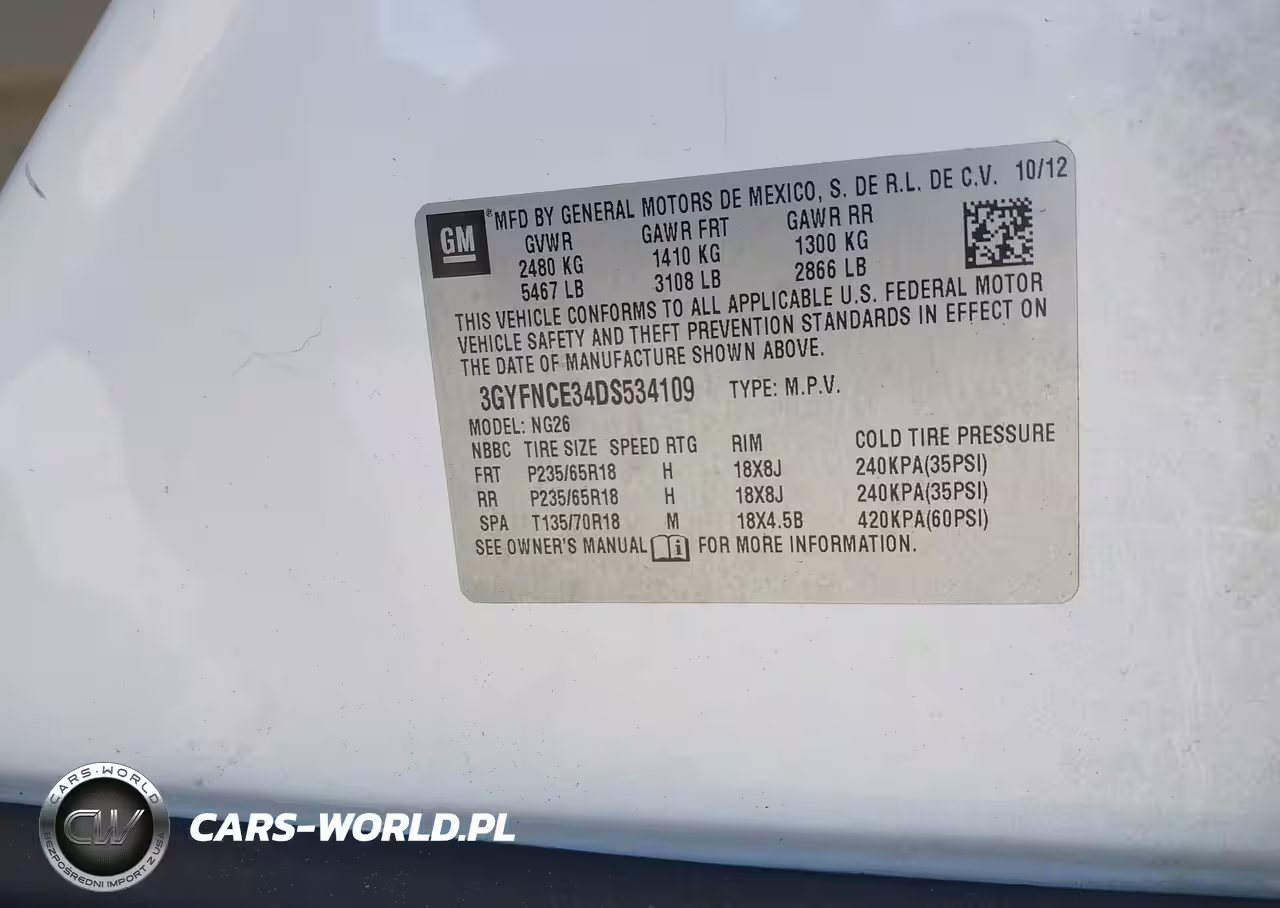 GM
® MFD BY GENERAL MOTORS DE MEXICO, S. DE R.L. DE C.V. 10/12
GVWR GAWR FRT GAWR RR
2480 KG 1410 KG 1300 KG
5467 LB 3108 LB 2866 LB
THIS VEHICLE CONFORMS TO ALL APPLICABLE U.S. FEDERAL MOTOR
VEHICLE SAFETY AND THEFT PREVENTION STANDARDS IN EFFECT ON
THE DATE OF MANUFACTURE SHOWN ABOVE.
3GYFNCE34DS534109 TYPE: M.P.V.
MODEL: NG26
NBBC TIRE SIZE SPEED RTG RIM COLD TIRE PRESSURE
FRT P235/65R18 H 18X8J 240KPA(35PSI)
RR P235/65R18 H 18X8J 240KPA(35PSI)
SPA T135/70R18 M 18X4.5B 420KPA(60PSI)
SEE OWNER'S MANUAL i FOR MORE INFORMATION.
CARS-WORLD
CW
BEZPOŚREDNI IMPORT Z USA
CARS-WORLD.PL